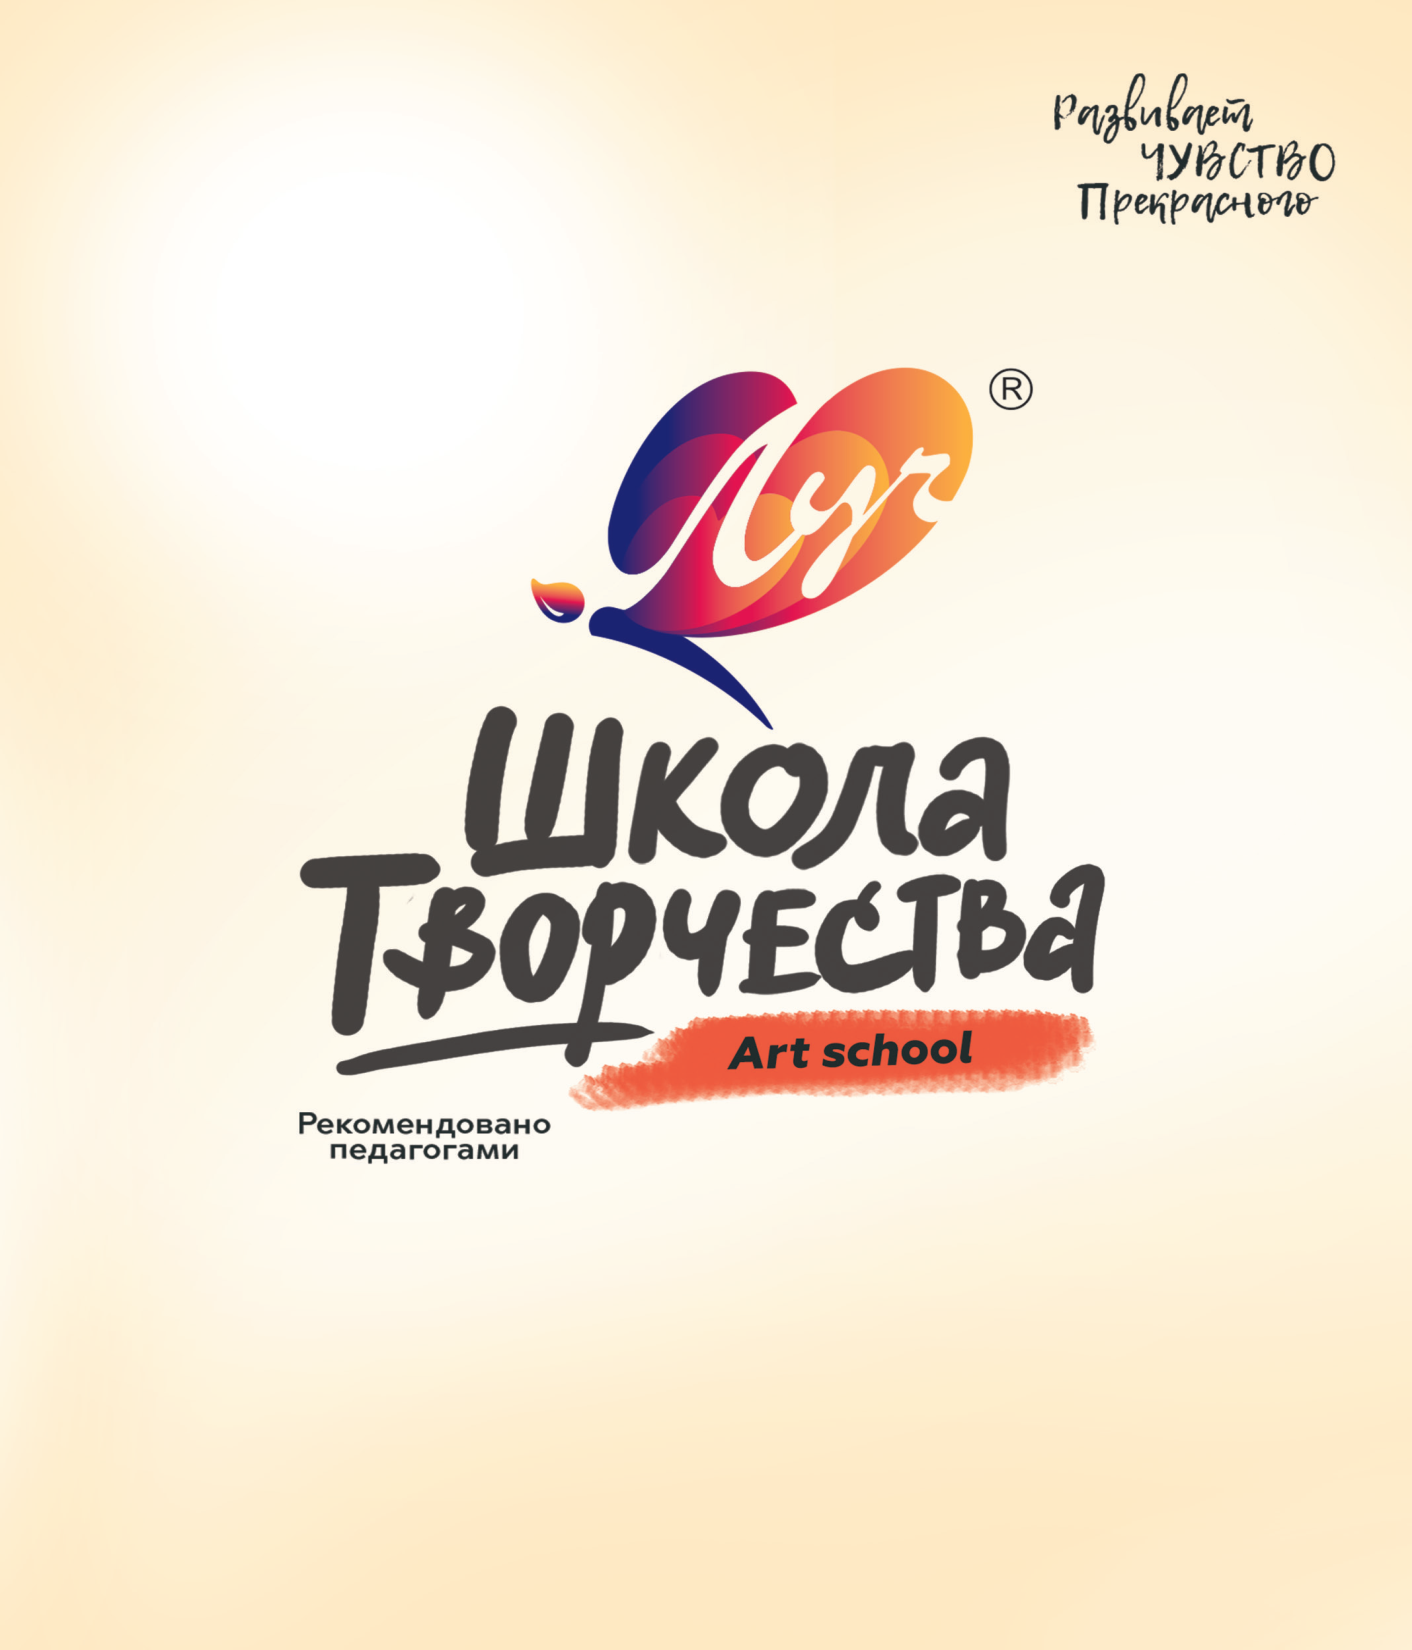 Развивает
ЧУВСТВО
Прекрасного
Луч ®
Школа
Творчества
Art school
Рекомендовано
педагогами